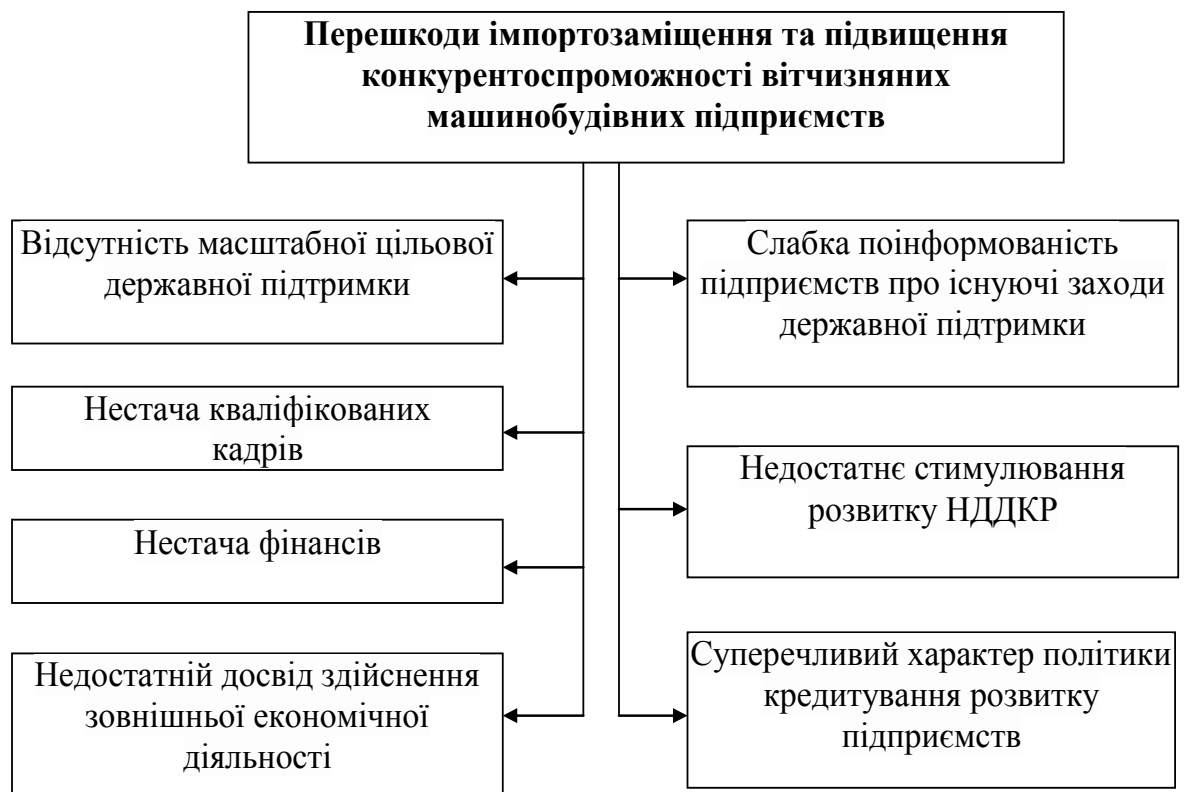 Перешкоди імпортозаміщення та підвищення
конкурентоспроможності вітчизняних
машинобудівних підприємств
Відсутність масштабної цільової
державної підтримки
Нестача кваліфікованих
кадрів
Нестача фінансів
Недостатній досвід здійснення
зовнішньої економічної
діяльності
Слабка поінформованість
підприємств про існуючі заходи
державної підтримки
Недостатнє стимулювання
розвитку НДДКР
Суперечливий характер політики
кредитування розвитку
підприємств